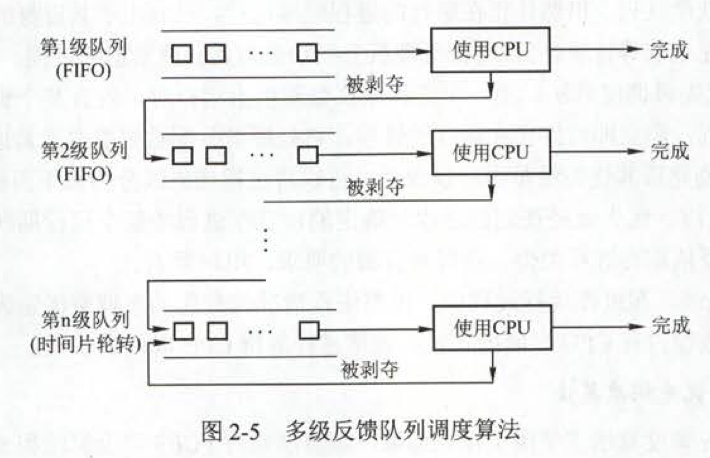 第1级队列
(FIFO)
使用CPU
完成
被剥夺
第2级队列
(FIFO)
使用CPU
完成
被剥夺
第n级队列
(时间片轮转)
使用CPU
完成
被剥夺
图 2-5 多级反馈队列调度算法